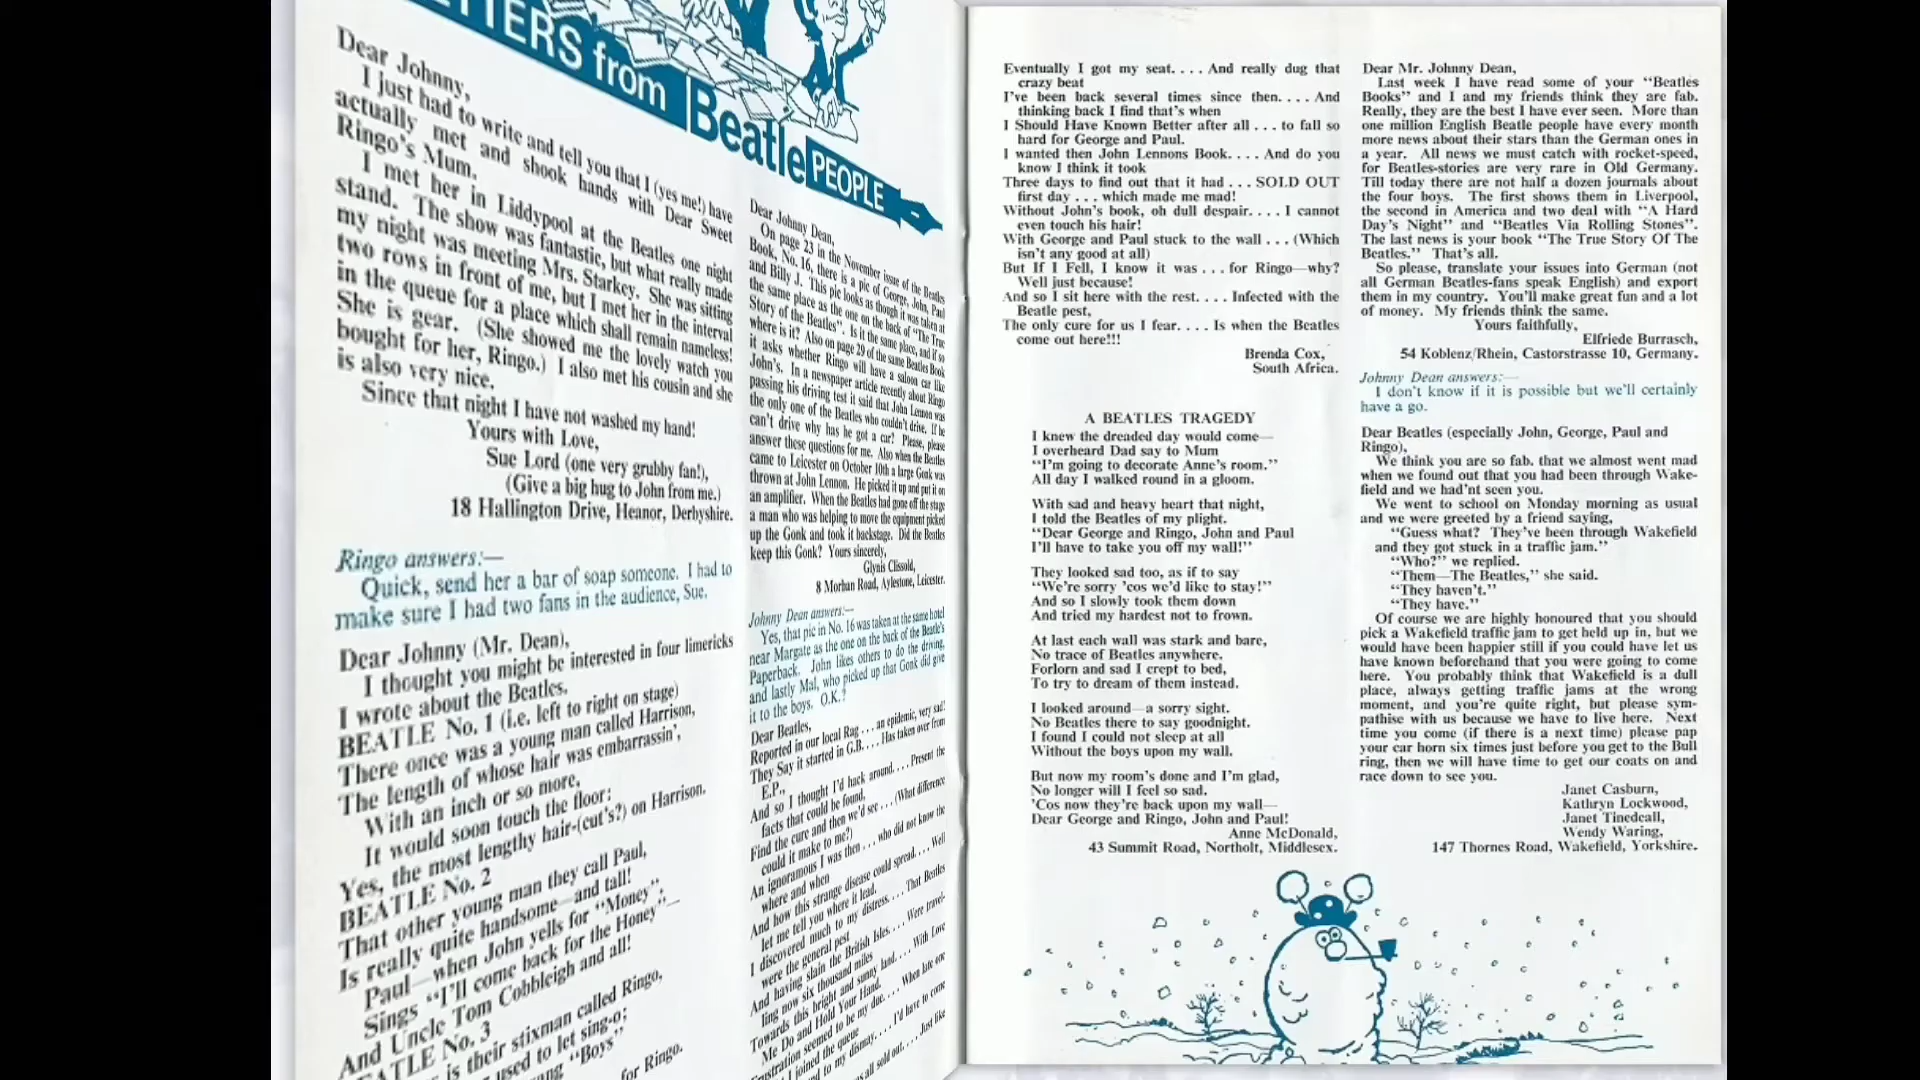 LETTERS from Beatle PEOPLE
Dear Johnny,
I just had to write and tell you that I (yes me!) have
actually met and shook hands with Dear Sweet
Ringo's Mum.
I met her in Liddypool at the Beatles one night
stand. The show was fantastic, but what really made
my night was meeting Mrs. Starkey. She was sitting
two rows in front of me, but I met her in the interval
in the queue for a place which shall remain nameless!
She is gear. (She showed me the lovely watch you
bought for her, Ringo.) I also met his cousin and she
is also very nice.
Since that night I have not washed my hand!
Yours with Love,
Sue Lord (one very grubby fan!),
(Give a big hug to John from me.)
18 Hallington Drive, Heanor, Derbyshire.
Ringo answers:—
Quick, send her a bar of soap someone. I had to
make sure I had two fans in the audience, Sue.
Dear Johnny (Mr. Dean),
I thought you might be interested in four limericks
I wrote about the Beatles.
BEATLE No. 1 (i.e. left to right on stage)
There once was a young man called Harrison,
The length of whose hair was embarrassin',
With an inch or so more,
It would soon touch the floor:
Yes, the most lengthy hair-(cut's?) on Harrison.
BEATLE No. 2
That other young man they call Paul,
Is really quite handsome—and tall!
Paul—when John yells for "Money";
Sings "I'll come back for the Honey"—
And Uncle Tom Cobbleigh and all!
BEATLE No. 3
is their stixman called Ringo,
used to let sing-o;
"Boys"
for Ringo.
Dear Johnny Dean,
On page 23 in the November issue of the Beatles
Book, No. 16, there is a pic of George, John, Paul
and Billy J. This pic looks as though it was taken at
the same place as the one on the back of "The True
Story of the Beatles". Is it the same place, and if so
where is it? Also on page 29 of the same Beatles Book
it asks whether Ringo will have a saloon car like
John's. In a newspaper article recently about Ringo
passing his driving test it said that John Lennon was
the only one of the Beatles who couldn't drive. If he
can't drive why has he got a car? Please, please
answer these questions for me. Also when the Beatles
came to Leicester on October 10th a large Gonk was
thrown at John Lennon. He picked it up and put it on
an amplifier. When the Beatles had gone off the stage
a man who was helping to move the equipment picked
up the Gonk and took it backstage. Did the Beatles
keep this Gonk? Yours sincerely,
Glynis Clissold,
8 Morban Road, Aylestone, Leicester.
Johnny Dean answers:—
Yes, that pic in No. 16 was taken at the same hotel
near Margate as the one on the back of the Beatle's
Paperback. John likes others to do the driving,
and lastly Mal, who picked up that Gonk did give
it to the boys. O.K.?
Dear Beatles,
Reported in our local Rag . . . an epidemic, very sad!
They Say it started in G.B. . . . Has taken over from
E.P.,
And so I thought I'd hack around. . . . Present the
facts that could be found,
Find the cure and then we'd see . . . (What difference
could it make to me?)
An ignoramus I was then . . . who did not know the
where and when
And how this strange disease could spread. . . . Well
let me tell you where it lead.
I discovered much to my distress. . . . That Beatles
were the general pest
And having slain the British Isles. . . . Were travel-
ling now six thousand miles
Towards this bright and sunny land. . . . With Love
Me Do and Hold Your Hand.
seemed to be my due. . . . When late one
I joined the queue
to my dismay. . . . I'd have to come
all sold out. . . . Just like
Eventually I got my seat. . . . And really dug that
crazy beat
I've been back several times since then. . . . And
thinking back I find that's when
I Should Have Known Better after all . . . to fall so
hard for George and Paul.
I wanted then John Lennons Book. . . . And do you
know I think it took
Three days to find out that it had . . . SOLD OUT
first day . . . which made me mad!
Without John's book, oh dull despair. . . . I cannot
even touch his hair!
With George and Paul stuck to the wall . . . (Which
isn't any good at all)
But If I Fell, I know it was . . . for Ringo—why?
Well just because!
And so I sit here with the rest. . . . Infected with the
Beatle pest,
The only cure for us I fear. . . . Is when the Beatles
come out here!!!
Brenda Cox,
South Africa.
A BEATLES TRAGEDY
I knew the dreaded day would come—
I overheard Dad say to Mum
"I'm going to decorate Anne's room."
All day I walked round in a gloom.
With sad and heavy heart that night,
I told the Beatles of my plight.
"Dear George and Ringo, John and Paul
I'll have to take you off my wall!"
They looked sad too, as if to say
"We're sorry 'cos we'd like to stay!"
And so I slowly took them down
And tried my hardest not to frown.
At last each wall was stark and bare,
No trace of Beatles anywhere.
Forlorn and sad I crept to bed,
To try to dream of them instead.
I looked around—a sorry sight.
No Beatles there to say goodnight.
I found I could not sleep at all
Without the boys upon my wall.
But now my room's done and I'm glad,
No longer will I feel so sad.
'Cos now they're back upon my wall—
Dear George and Ringo, John and Paul!
Anne McDonald,
43 Summit Road, Northolt, Middlesex.
Dear Mr. Johnny Dean,
Last week I have read some of your "Beatles
Books" and I and my friends think they are fab.
Really, they are the best I have ever seen. More than
one million English Beatle people have every month
more news about their stars than the German ones in
a year. All news we must catch with rocket-speed,
for Beatles-stories are very rare in Old Germany.
Till today there are not half a dozen journals about
the four boys. The first shows them in Liverpool,
the second in America and two deal with "A Hard
Day's Night" and "Beatles Via Rolling Stones".
The last news is your book "The True Story Of The
Beatles." That's all.
So please, translate your issues into German (not
all German Beatles-fans speak English) and export
them in my country. You'll make great fun and a lot
of money. My friends think the same.
Yours faithfully,
Elfriede Burrasch,
54 Koblenz/Rhein, Castorstrasse 10, Germany.
Johnny Dean answers:—
I don't know if it is possible but we'll certainly
have a go.
Dear Beatles (especially John, George, Paul and
Ringo),
We think you are so fab. that we almost went mad
when we found out that you had been through Wake-
field and we had'nt seen you.
We went to school on Monday morning as usual
and we were greeted by a friend saying,
"Guess what? They've been through Wakefield
and they got stuck in a traffic jam."
"Who?" we replied.
"Them—The Beatles," she said.
"They haven't."
"They have."
Of course we are highly honoured that you should
pick a Wakefield traffic jam to get held up in, but we
would have been happier still if you could have let us
have known beforehand that you were going to come
here. You probably think that Wakefield is a dull
place, always getting traffic jams at the wrong
moment, and you're quite right, but please sym-
pathise with us because we have to live here. Next
time you come (if there is a next time) please pap
your car horn six times just before you get to the Bull
ring, then we will have time to get our coats on and
race down to see you.
Janet Casburn,
Kathryn Lockwood,
Janet Tinedeall,
Wendy Waring,
147 Thornes Road, Wakefield, Yorkshire.